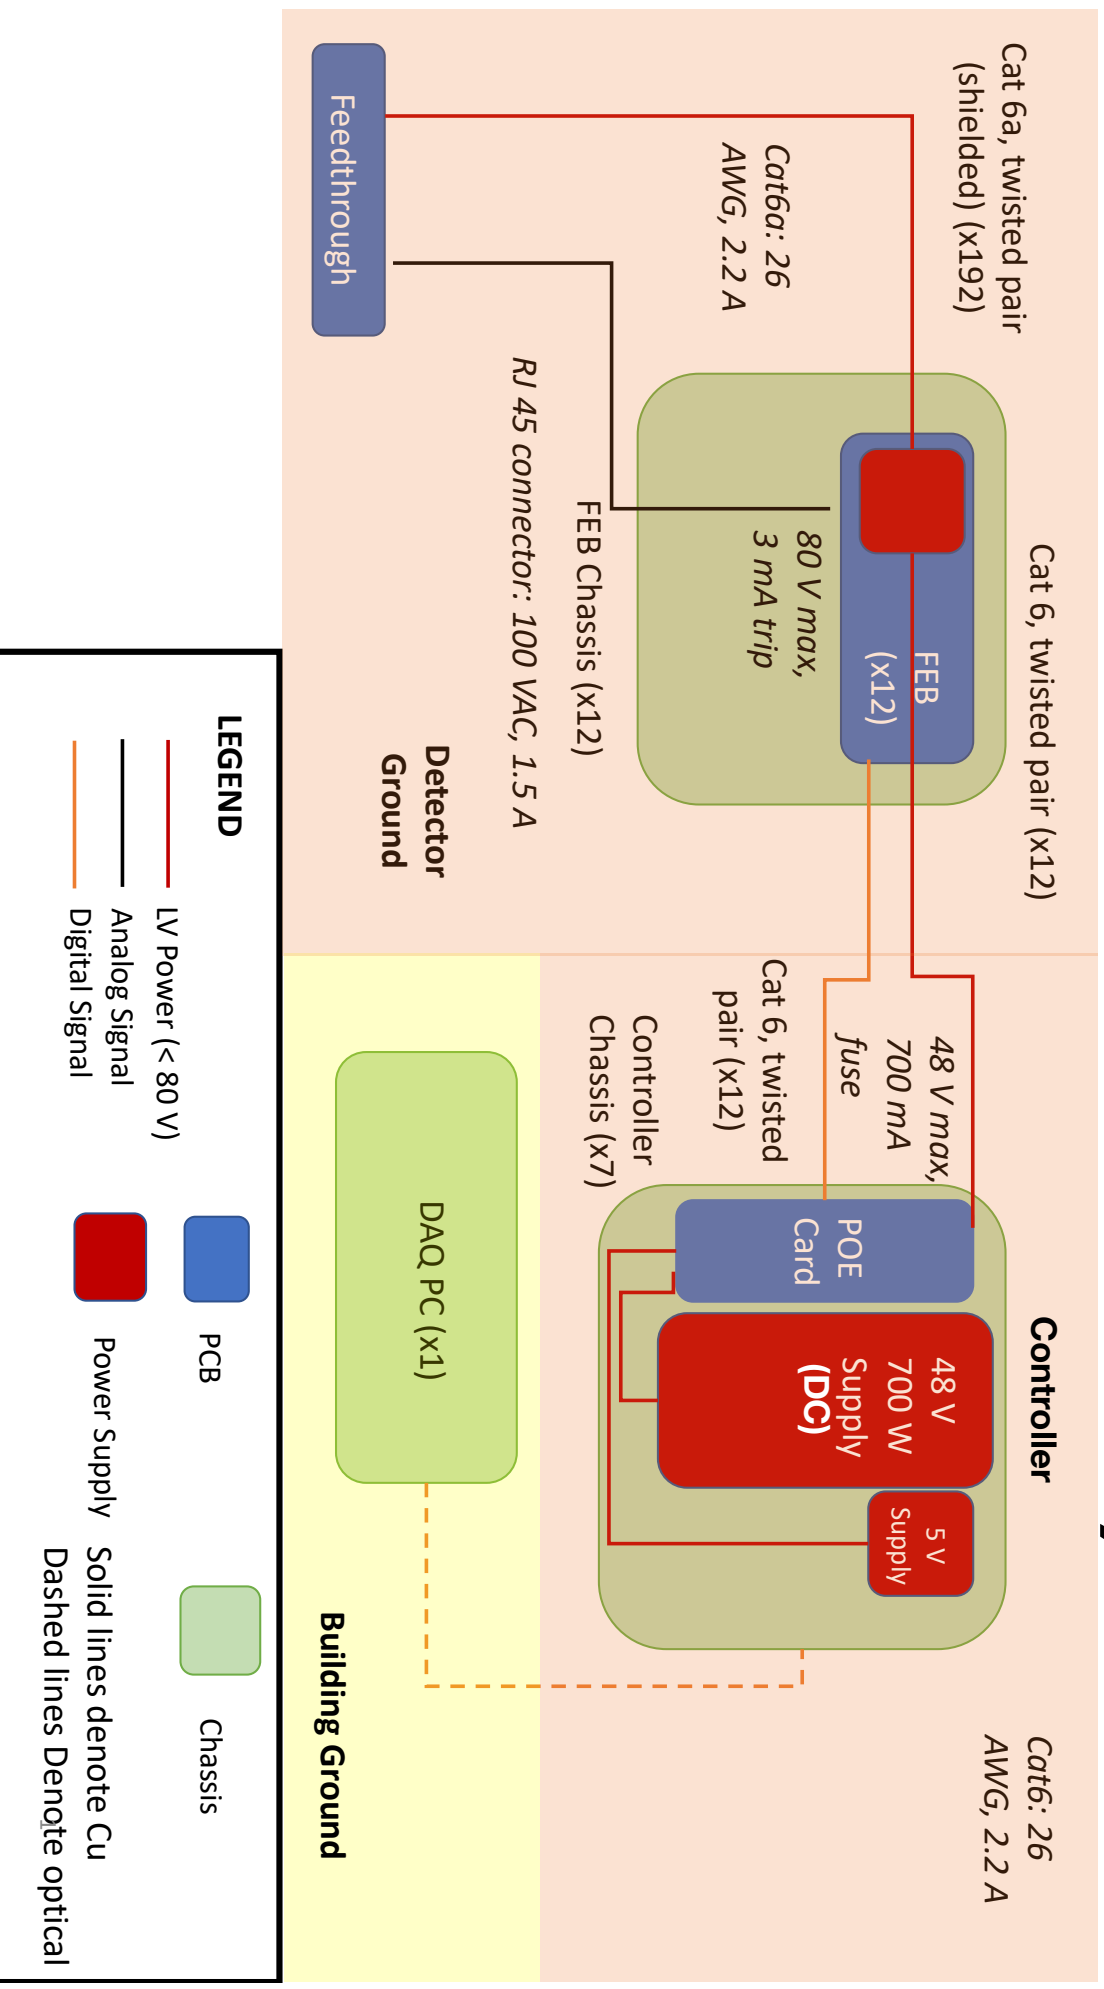 Cat 6a, twisted pair
(shielded) (x192)
Cat 6, twisted pair (x12)
Controller
Cat6: 26
AWG, 2.2 A
Cat6a: 26
AWG, 2.2 A
FEB
(x12)
80 V max,
3 mA trip
48 V max,
700 mA
fuse
Cat 6, twisted
pair (x12)
POE
Card
48 V
700 W
Supply
(DC)
5 V
Supply
Controller
Chassis (x7)
FEB Chassis (x12)
RJ 45 connector: 100 VAC, 1.5 A
Feedthrough
Detector
Ground
DAQ PC (x1)
Building Ground
LEGEND
LV Power (< 80 V)
Analog Signal
Digital Signal
PCB
Power Supply
Chassis
Solid lines denote Cu
Dashed lines Denote optical